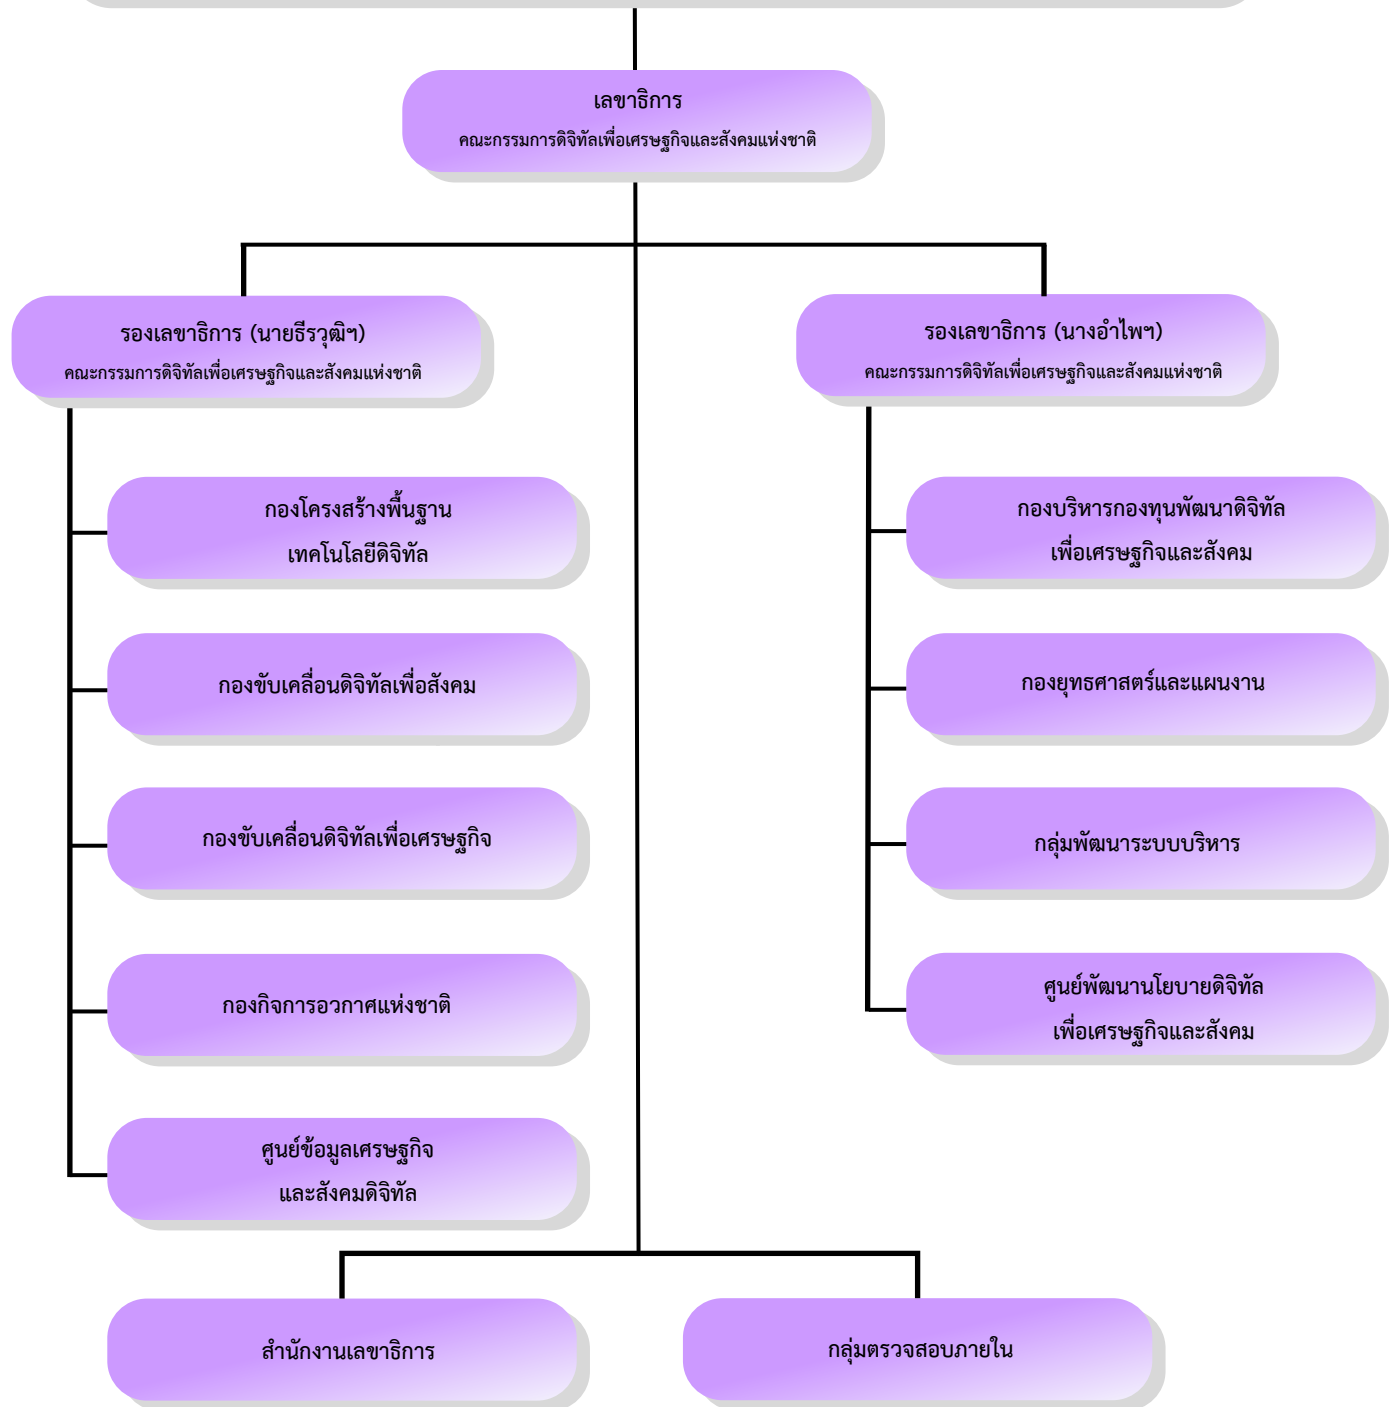 เลขาธิการ
คณะกรรมการดิจิทัลเพื่อเศรษฐกิจและสังคมแห่งชาติ
รองเลขาธิการ (นายธีรวุฒิฯ)
คณะกรรมการดิจิทัลเพื่อเศรษฐกิจและสังคมแห่งชาติ
กองโครงสร้างพื้นฐาน
เทคโนโลยีดิจิทัล
กองขับเคลื่อนดิจิทัลเพื่อสังคม
กองขับเคลื่อนดิจิทัลเพื่อเศรษฐกิจ
กองกิจการอวกาศแห่งชาติ
ศูนย์ข้อมูลเศรษฐกิจ
และสังคมดิจิทัล
รองเลขาธิการ (นางอำไพฯ)
คณะกรรมการดิจิทัลเพื่อเศรษฐกิจและสังคมแห่งชาติ
กองบริหารกองทุนพัฒนาดิจิทัล
เพื่อเศรษฐกิจและสังคม
กองยุทธศาสตร์และแผนงาน
กลุ่มพัฒนาระบบบริหาร
ศูนย์พัฒนานโยบายดิจิทัล
เพื่อเศรษฐกิจและสังคม
สำนักงานเลขาธิการ
กลุ่มตรวจสอบภายใน